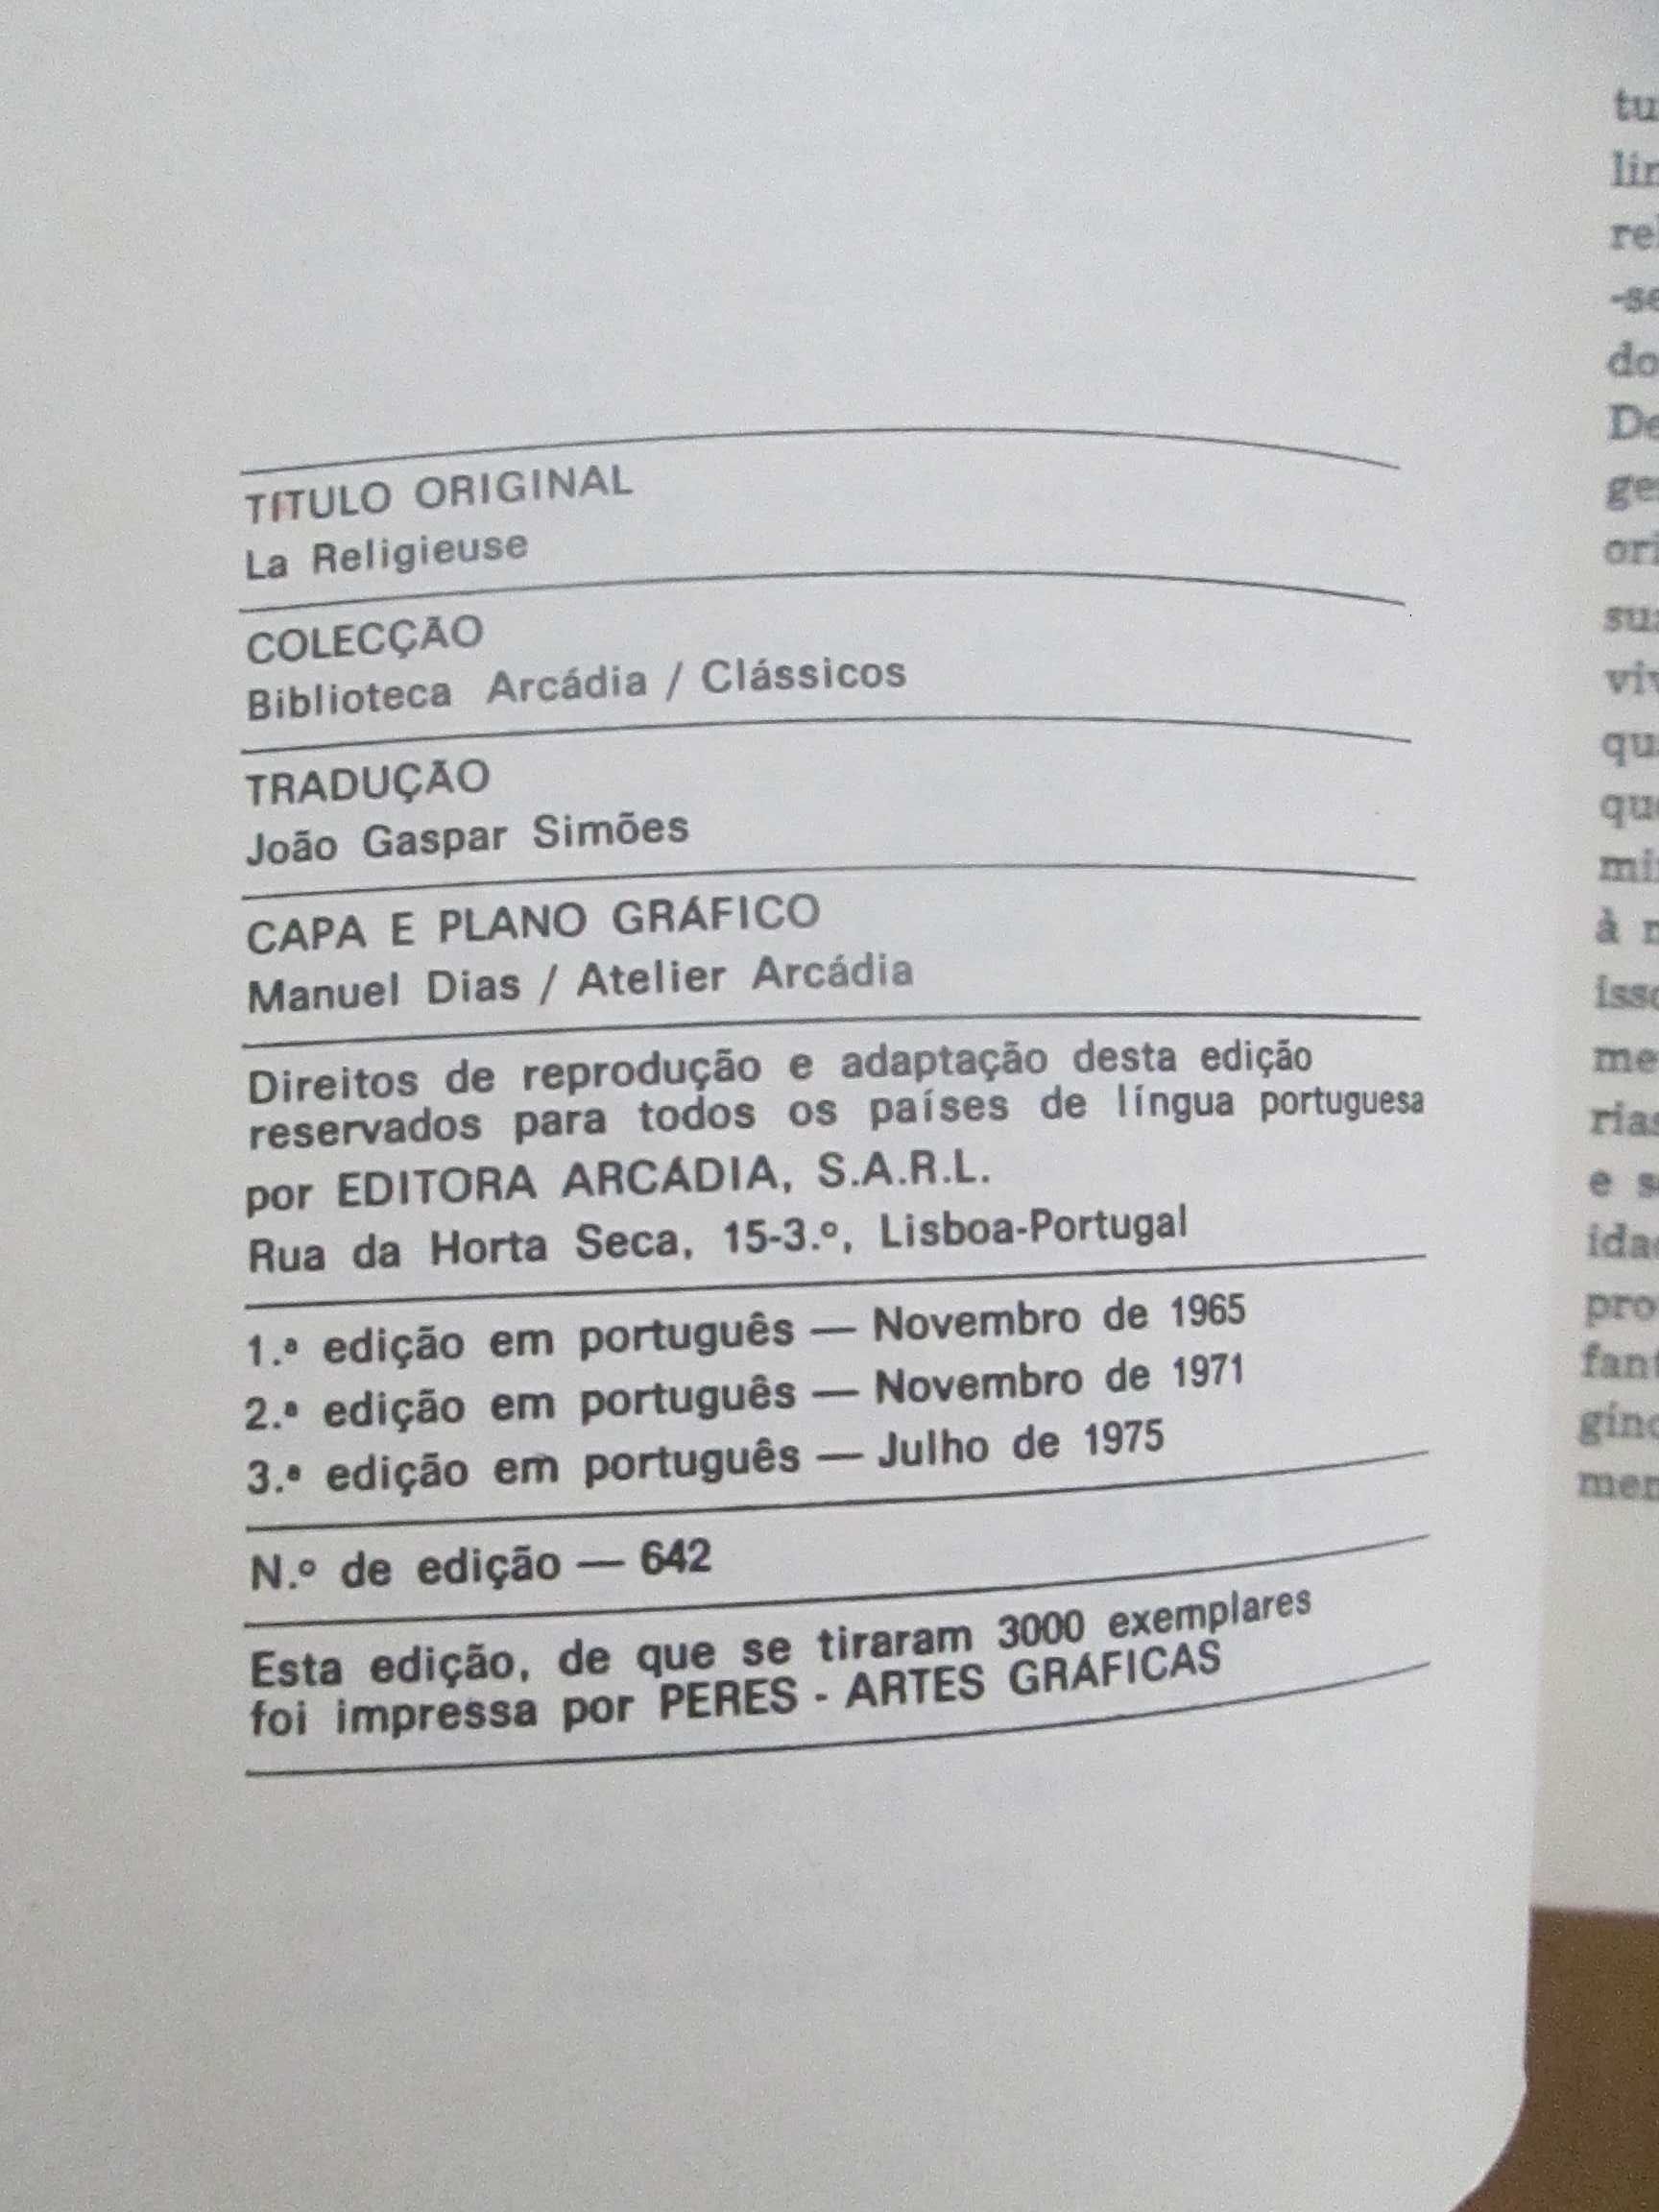 TÍTULO ORIGINAL
La Religieuse
COLECÇÃO
Biblioteca Arcádia / Clássicos
TRADUÇÃO
João Gaspar Simões
CAPA E PLANO GRÁFICO
Manuel Dias / Atelier Arcádia
Direitos de reprodução e adaptação desta edição
reservados para todos os países de língua portuguesa
por EDITORA ARCÁDIA, S.A.R.L.
Rua da Horta Seca, 15-3.º, Lisboa-Portugal
1.ª edição em português — Novembro de 1965
2.ª edição em português — Novembro de 1971
3.ª edição em português — Julho de 1975
N.º de edição — 642
Esta edição, de que se tiraram 3000 exemplares
foi impressa por PERES - ARTES GRÁFICAS